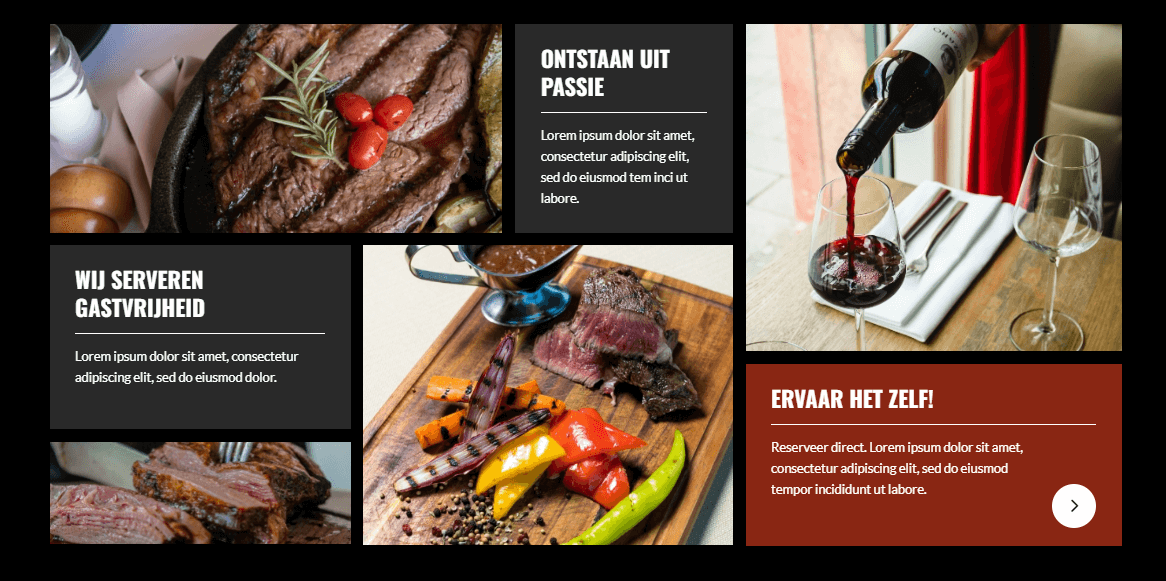 ONTSTAAN UIT
PASSIE
Lorem ipsum dolor sit amet,
consectetur adipiscing elit,
sed do eiusmod tem inci ut
labore.
WIJ SERVEREN
GASTVRIJHEID
Lorem ipsum dolor sit amet, consectetur
adipiscing elit, sed do eiusmod dolor.
ERVAAR HET ZELF!
Reserveer direct. Lorem ipsum dolor sit amet,
consectetur adipiscing elit, sed do eiusmod
tempor incididunt ut labore.